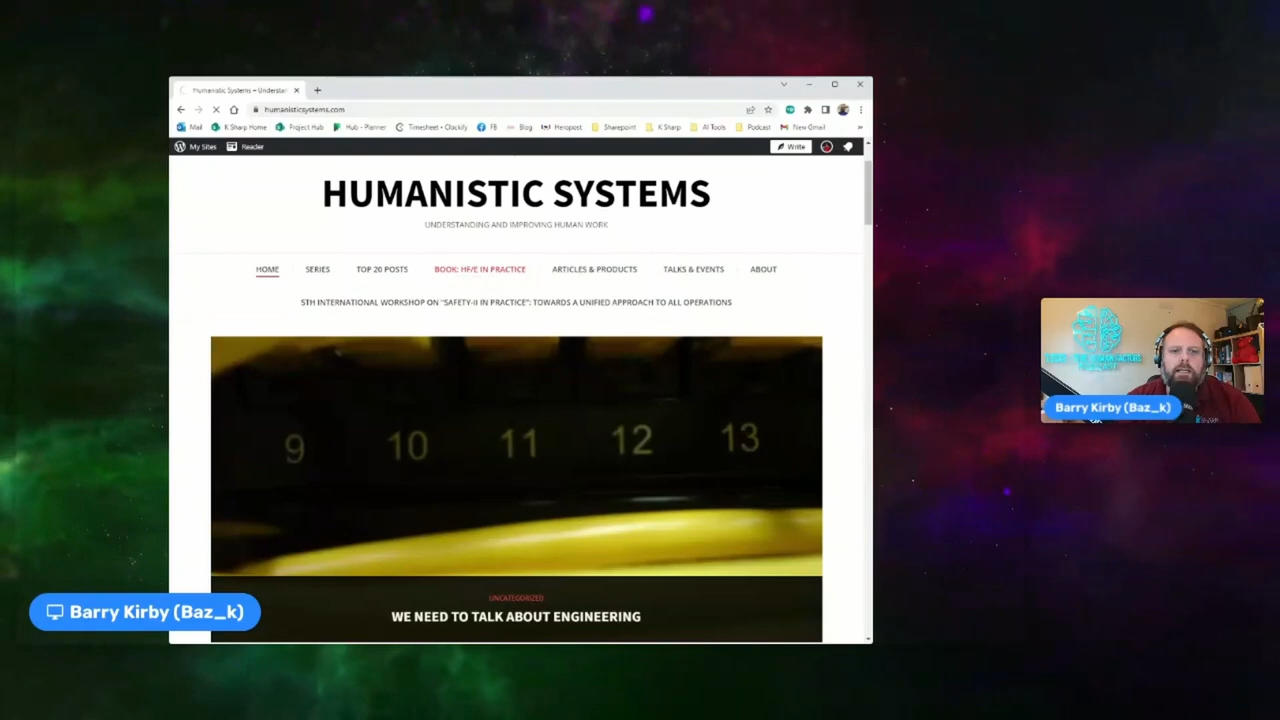 Humanistic Systems – Understa
humanisticsystems.com
Mail K Sharp Home Project Hub Hub - Planner Timesheet • Clockify FB Blog Heropost Sharepoint K Sharp AI Tools Podcast New Gmail »
My Sites Reader Write
HUMANISTIC SYSTEMS
UNDERSTANDING AND IMPROVING HUMAN WORK
HOME SERIES TOP 20 POSTS BOOK: HF/E IN PRACTICE ARTICLES & PRODUCTS TALKS & EVENTS ABOUT
5TH INTERNATIONAL WORKSHOP ON "SAFETY-II IN PRACTICE": TOWARDS A UNIFIED APPROACH TO ALL OPERATIONS
9 10 11 12 13
UNCATEGORIZED
WE NEED TO TALK ABOUT ENGINEERING
Barry Kirby (Baz_k)
PODCAST
Barry Kirby (Baz_k)